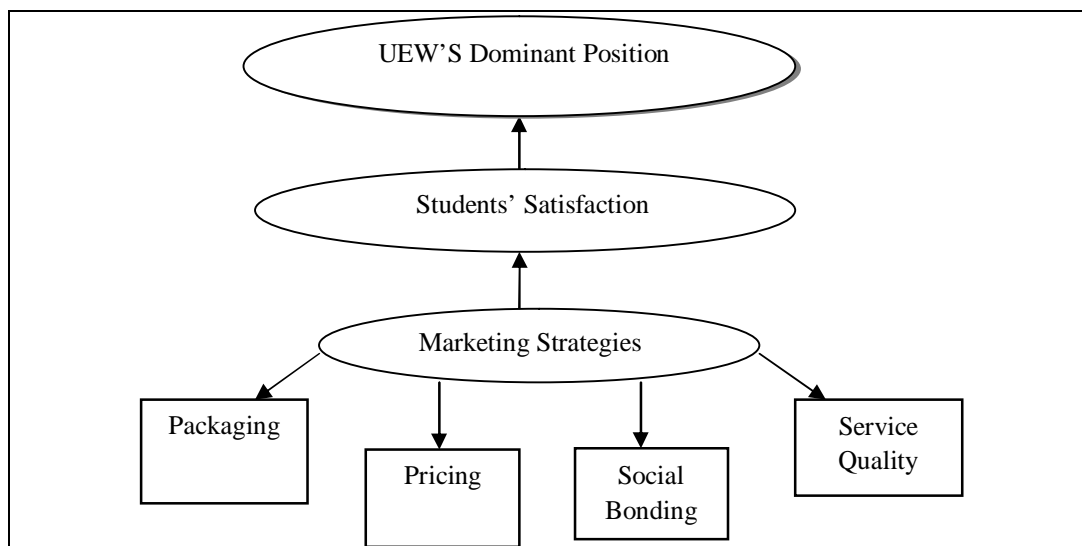 UEW’S Dominant Position
Students’ Satisfaction
Marketing Strategies
Packaging
Pricing
Social
Bonding
Service
Quality